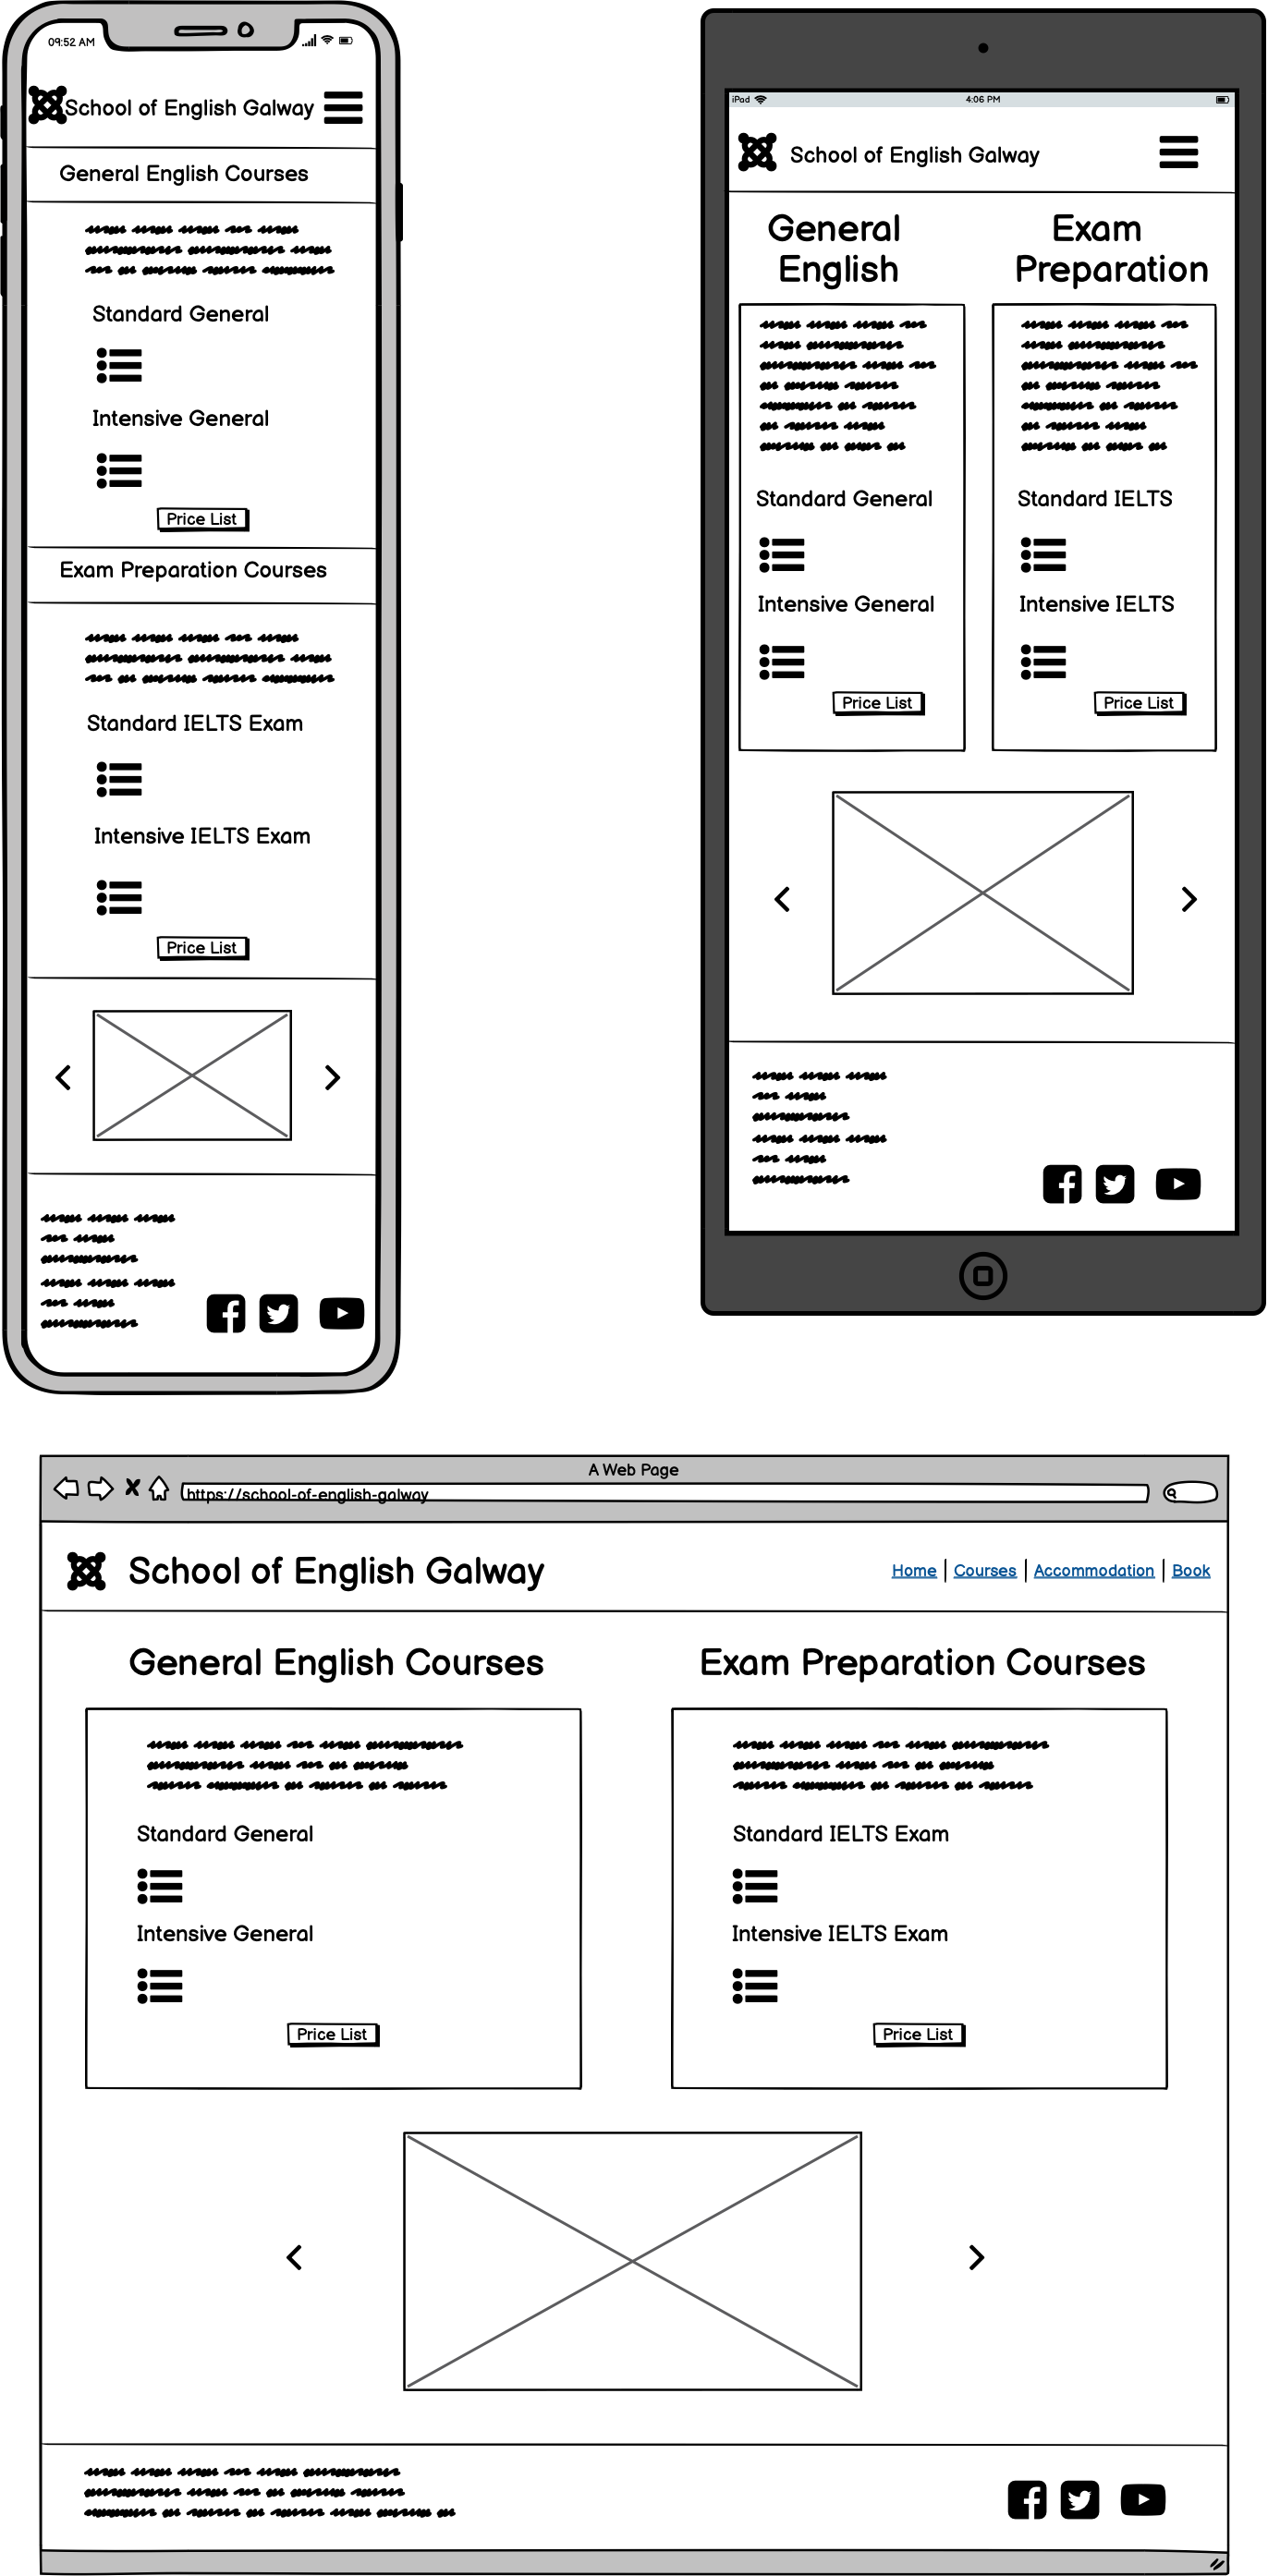 09:52 AM
School of English Galway
General English Courses
Standard General
Intensive General
Price List
Exam Preparation Courses
Standard IELTS Exam
Intensive IELTS Exam
Price List
iPad
4:06 PM
School of English Galway
General
English
Exam
Preparation
Standard General
Standard IELTS
Intensive General
Intensive IELTS
Price List
Price List
A Web Page
https://school-of-english-galway
School of English Galway
Home | Courses | Accommodation | Book
General English Courses
Exam Preparation Courses
Standard General
Intensive General
Price List
Standard IELTS Exam
Intensive IELTS Exam
Price List